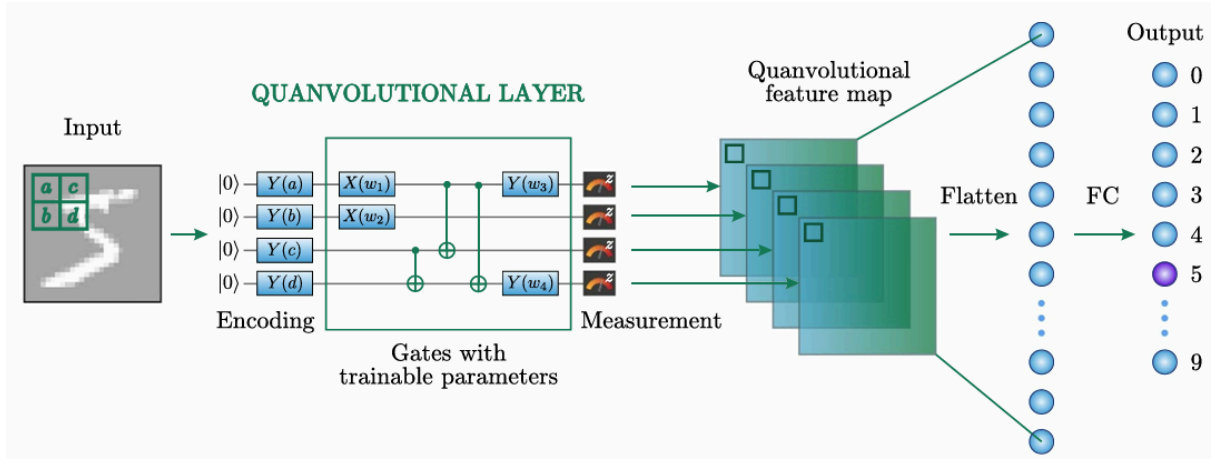 Output
0
1
2
3
4
5
9
Quanvolutional
feature map
QUANVOLUTIONAL LAYER
Input
a c
b d
|0⟩ Y(a) X(w₁) Y(w₃) z
|0⟩ Y(b) X(w₂) z
|0⟩ Y(c) z
|0⟩ Y(d) Y(w₄) z
Encoding
Measurement
Gates with
trainable parameters
Flatten
FC